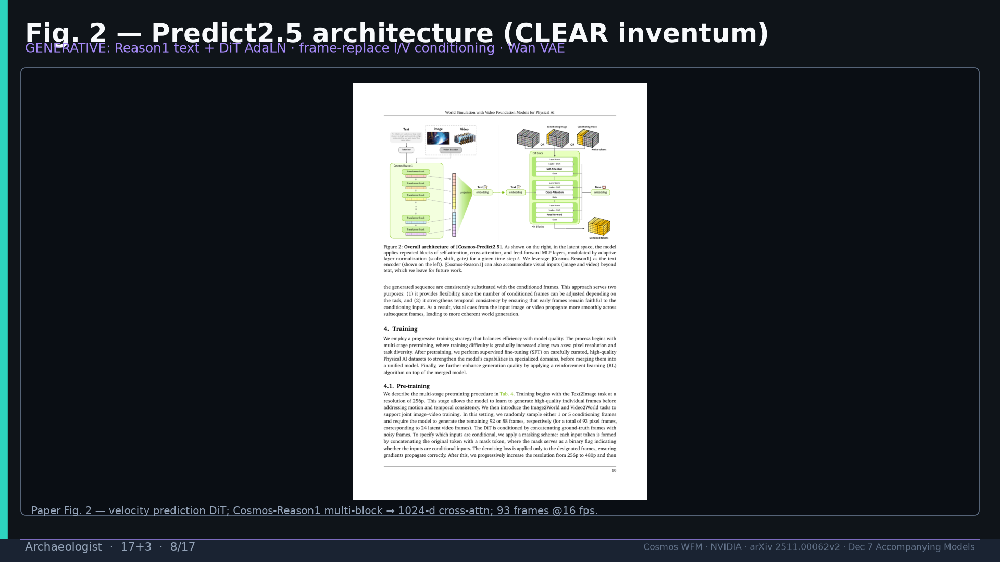 Fig. 2 — Predict2.5 architecture (CLEAR inventum)
GENERATIVE: Reason1 text + DiT AdaLN · frame-replace I/V conditioning · Wan VAE
World Simulation with Video Foundation Models for Physical AI
Text
Image
Video
Tokenizer
Vision Encoder
Cosmos-Reason1
Transformer block
Transformer block
Transformer block
Transformer block
Transformer block
projection
Text
embedding
Conditioning Image
Conditioning Video
OR
OR
Noise tokens
DiT block
LayerNorm
Scale + Shift
Self-Attention
Gate
LayerNorm
Scale + Shift
Cross-Attention
Gate
LayerNorm
Scale + Shift
Feed-forward
Gate
Text
embedding
Time
embedding
×N blocks
Denoised tokens
Figure 2: Overall architecture of [Cosmos-Predict2.5]. As shown on the right, in the latent space, the model
applies repeated blocks of self-attention, cross-attention, and feed-forward MLP layers, modulated by adaptive
layer normalization (scale, shift, gate) for a given time step t. We leverage [Cosmos-Reason1] as the text
encoder (shown on the left). [Cosmos-Reason1] can also accommodate visual inputs (image and video) beyond
text, which we leave for future work.
the generated sequence are consistently substituted with the conditioned frames. This approach serves two
purposes: (1) it provides flexibility, since the number of conditioned frames can be adjusted depending on
the task, and (2) it strengthens temporal consistency by ensuring that early frames remain faithful to the
conditioning input. As a result, visual cues from the input image or video propagate more smoothly across
subsequent frames, leading to more coherent world generation.
4. Training
We employ a progressive training strategy that balances efficiency with model quality. The process begins with
multi-stage pretraining, where training difficulty is gradually increased along two axes: pixel resolution and
task diversity. After pretraining, we perform supervised fine-tuning (SFT) on carefully curated, high-quality
Physical AI datasets to strengthen the model's capabilities in specialized domains, before merging them into
a unified model. Finally, we further enhance generation quality by applying a reinforcement learning (RL)
algorithm on top of the merged model.
4.1. Pre-training
We describe the multi-stage pretraining procedure in Tab. 4. Training begins with the Text2Image task at a
resolution of 256p. This stage allows the model to learn to generate high-quality individual frames before
addressing motion and temporal consistency. We then introduce the Image2World and Video2World tasks to
support joint image–video training. In this setting, we randomly sample either 1 or 5 conditioning frames
and require the model to generate the remaining 92 or 88 frames, respectively (for a total of 93 pixel frames,
corresponding to 24 latent video frames). The DiT is conditioned by concatenating ground-truth frames with
noisy frames. To specify which inputs are conditional, we apply a masking scheme: each input token is formed
by concatenating the original token with a mask token, where the mask serves as a binary flag indicating
whether the inputs are conditional inputs. The denoising loss is applied only to the designated frames, ensuring
gradients propagate correctly. After this, we progressively increase the resolution from 256p to 480p and then
10
Paper Fig. 2 — velocity prediction DiT; Cosmos-Reason1 multi-block → 1024-d cross-attn; 93 frames @16 fps.
Archaeologist · 17+3 · 8/17
Cosmos WFM · NVIDIA · arXiv 2511.00062v2 · Dec 7 Accompanying Models